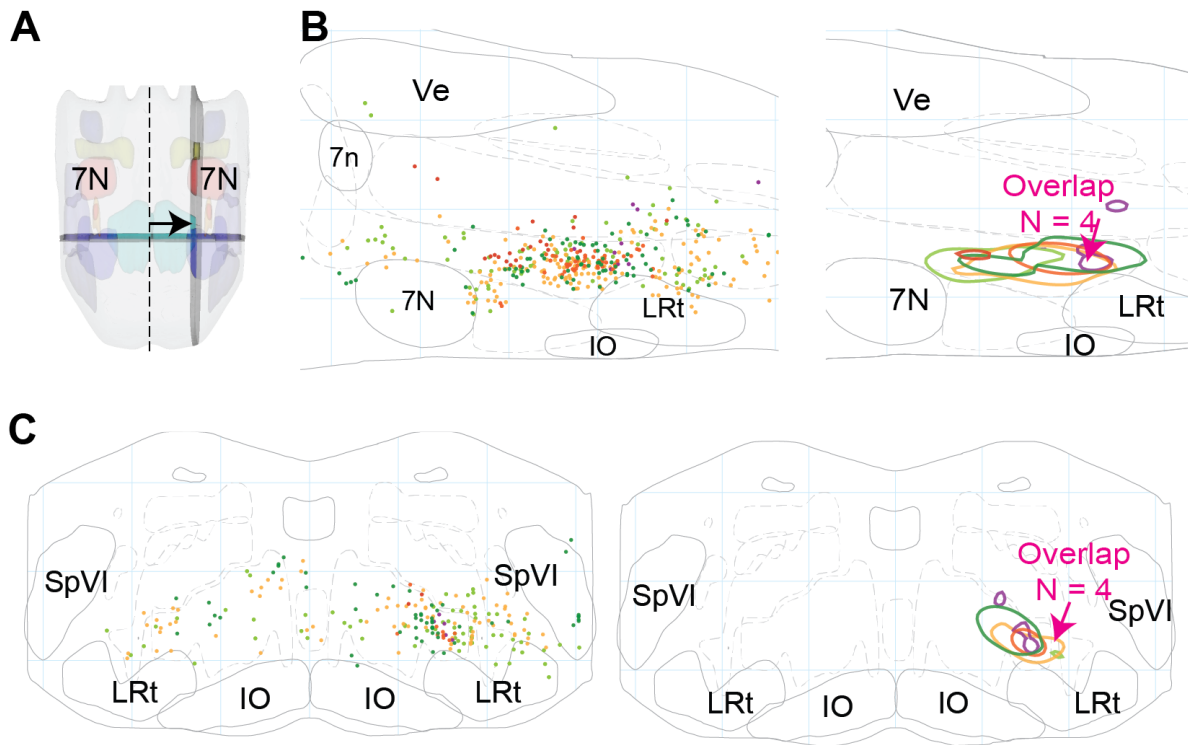 A
7N
7N
B
Ve
7n
7N
LRt
IO
Ve
Overlap
N = 4
7N
LRt
IO
C
SpVI
SpVI
LRt
IO
IO
LRt
SpVI
Overlap
N = 4
SpVI
LRt
IO
IO
LRt